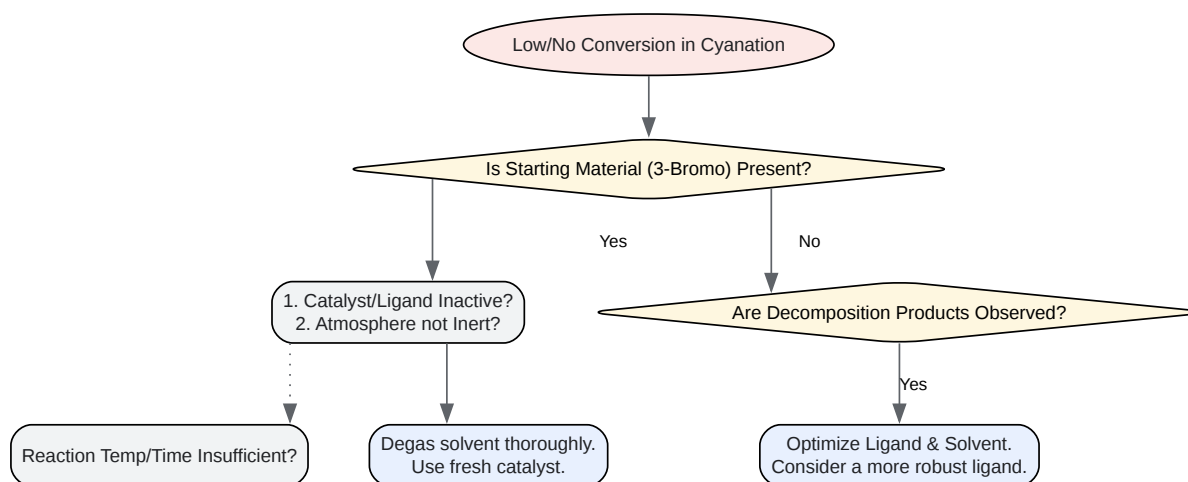 Low/No Conversion in Cyanation
Is Starting Material (3-Bromo) Present?
Yes
No
1. Catalyst/Ligand Inactive?
2. Atmosphere not Inert?
Are Decomposition Products Observed?
Yes
Reaction Temp/Time Insufficient?
Degas solvent thoroughly.
Use fresh catalyst.
Optimize Ligand & Solvent.
Consider a more robust ligand.